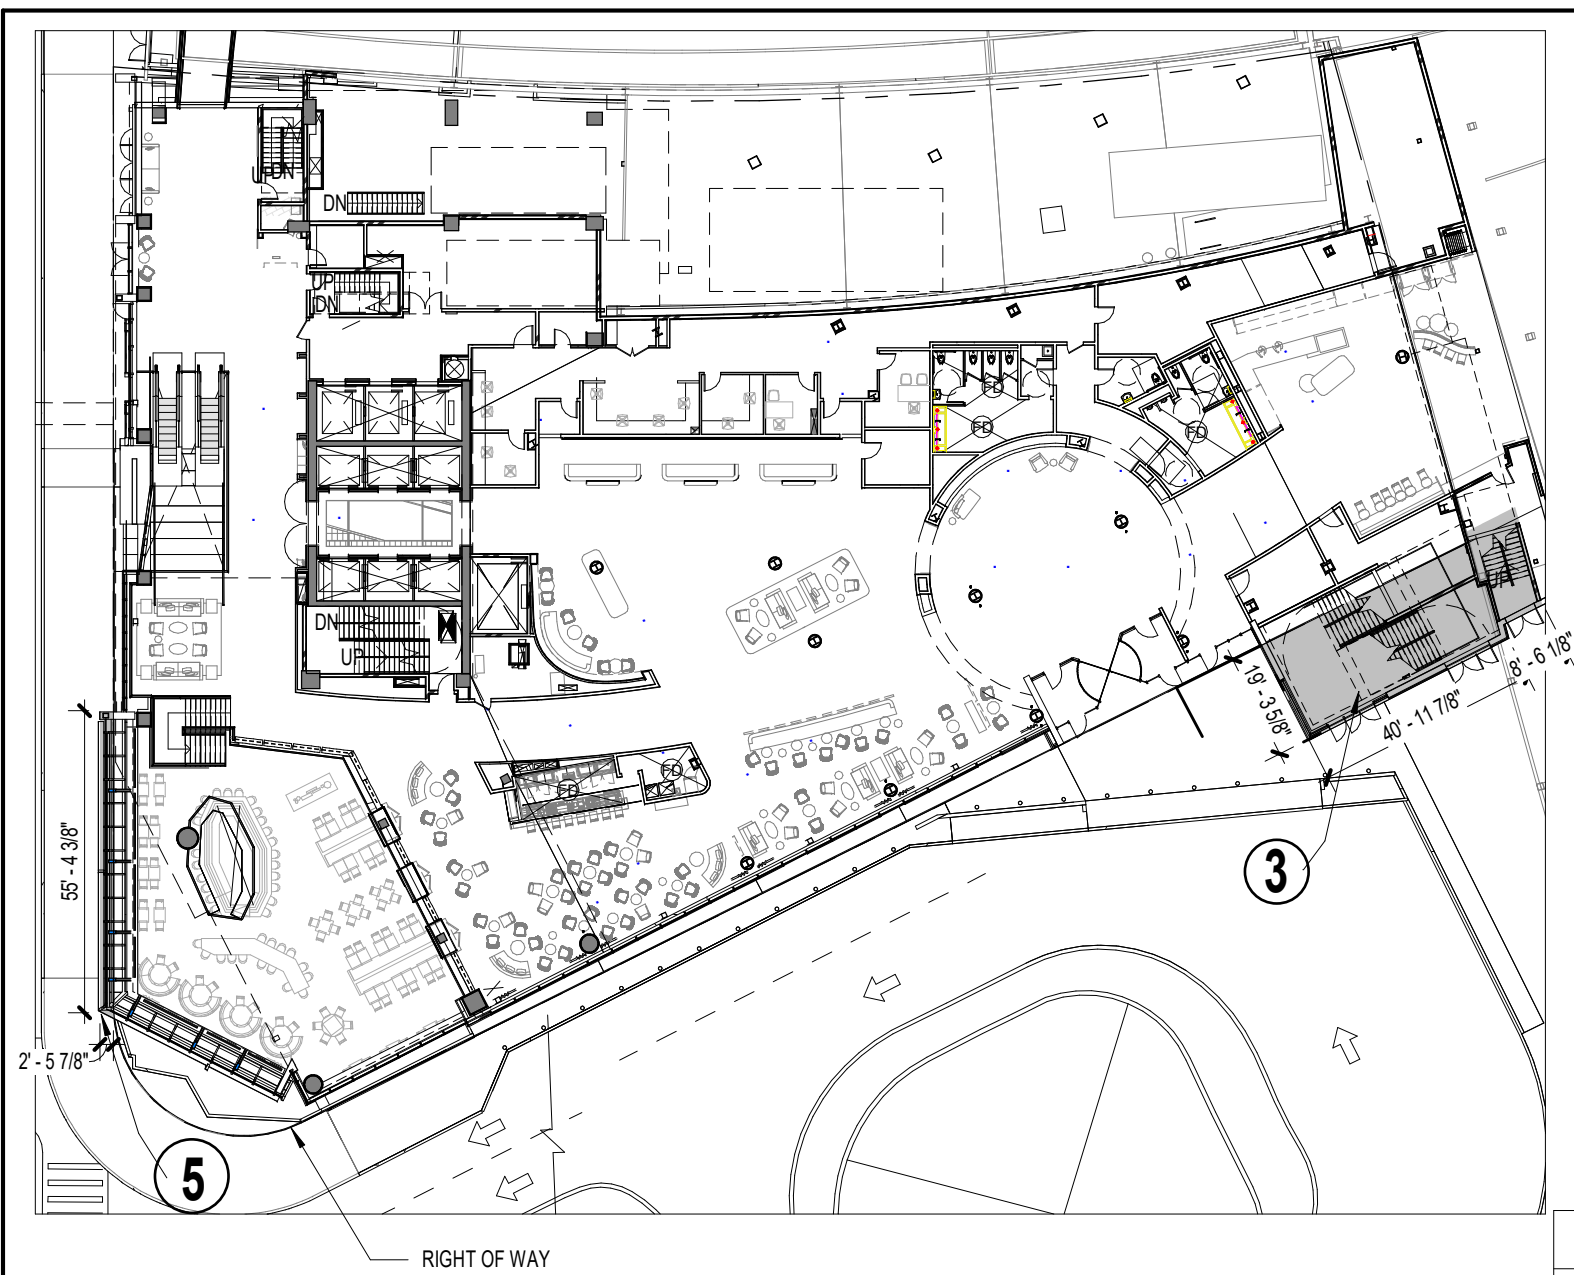 UP
DN
DN
UP
DN
FD
FD
FD
DN
UP
FD
FD
55' - 4 3/8"
19' - 3 5/8"
40' - 11 7/8"
8' - 6 1/8"
3
2' - 5 7/8"
5
RIGHT OF WAY